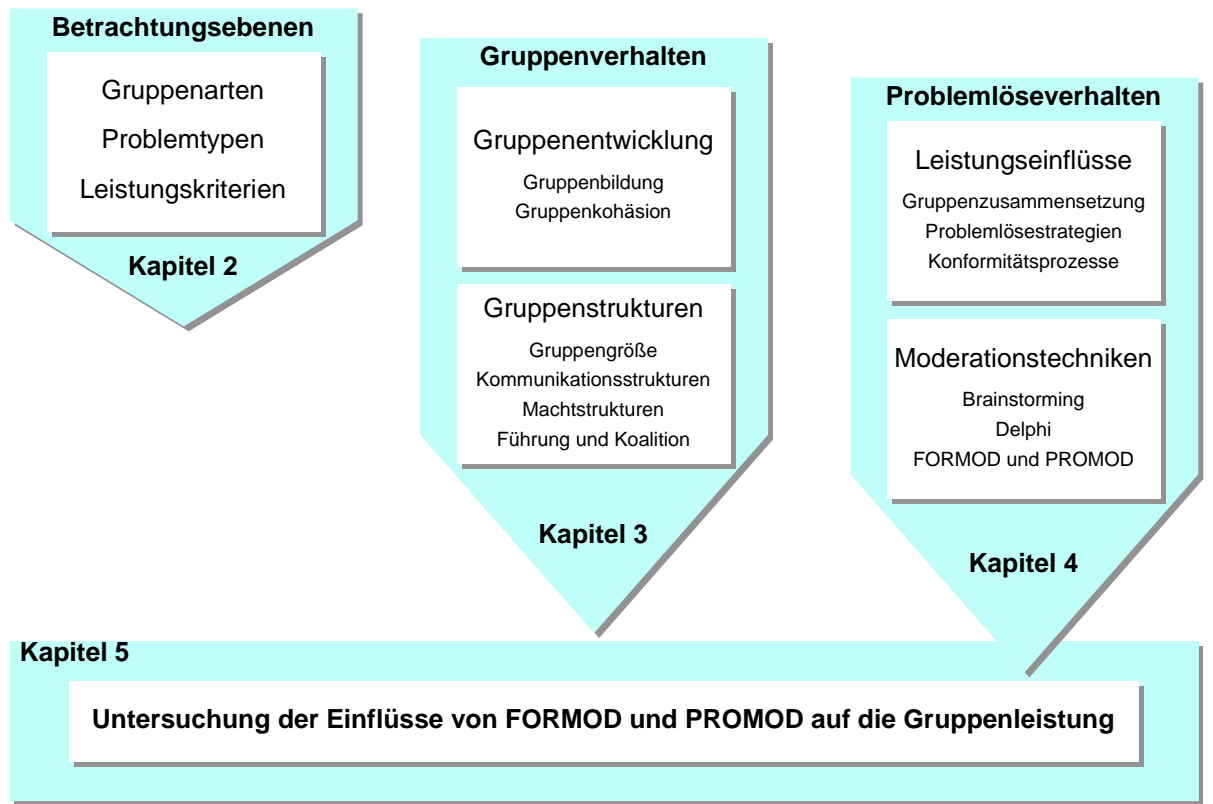 Betrachtungsebenen
Gruppenarten
Problemtypen
Leistungskriterien
Kapitel 2
Gruppenverhalten
Gruppenentwicklung
Gruppenbildung
Gruppenkohäsion
Gruppenstrukturen
Gruppengröße
Kommunikationsstrukturen
Machtstrukturen
Führung und Koalition
Kapitel 3
Problemlöseverhalten
Leistungseinflüsse
Gruppenzusammensetzung
Problemlösestrategien
Konformitätsprozesse
Moderationstechniken
Brainstorming
Delphi
FORMOD und PROMOD
Kapitel 4
Kapitel 5
Untersuchung der Einflüsse von FORMOD und PROMOD auf die Gruppenleistung